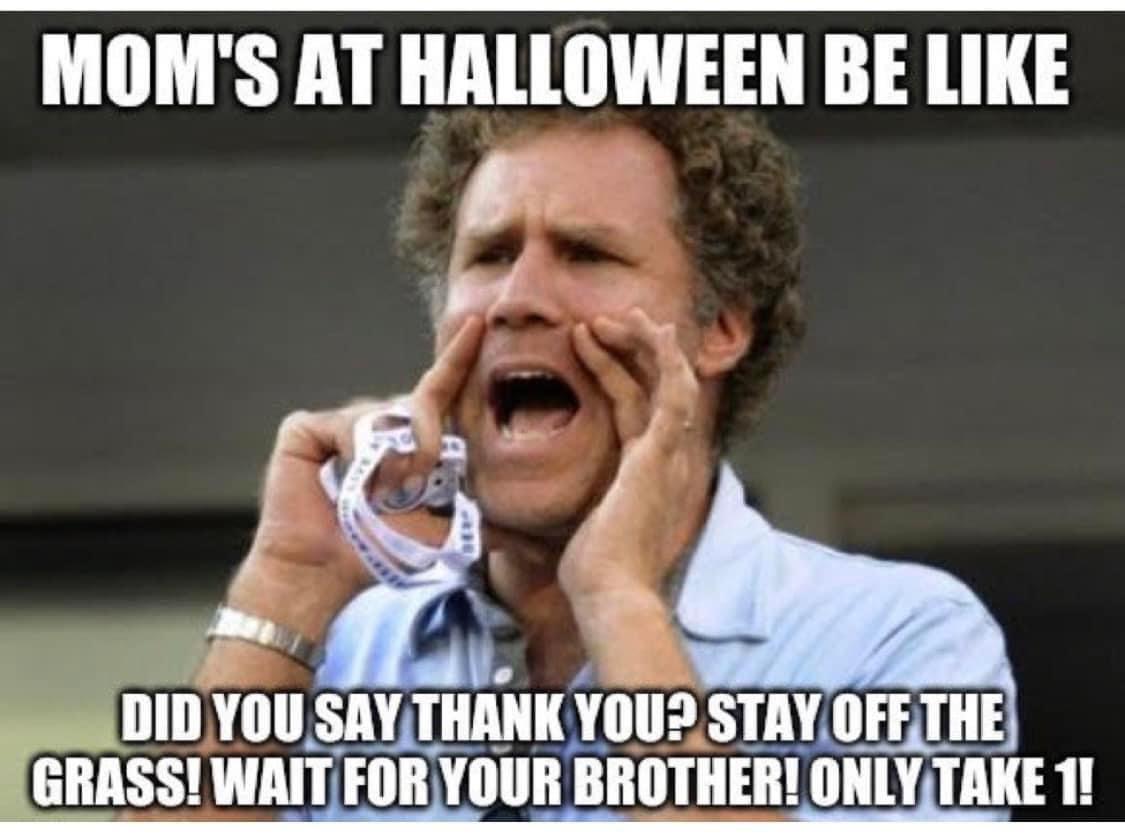 MOM'S AT HALLOWEEN BE LIKE
DID YOU SAY THANK YOU? STAY OFF THE
GRASS! WAIT FOR YOUR BROTHER! ONLY TAKE 1!